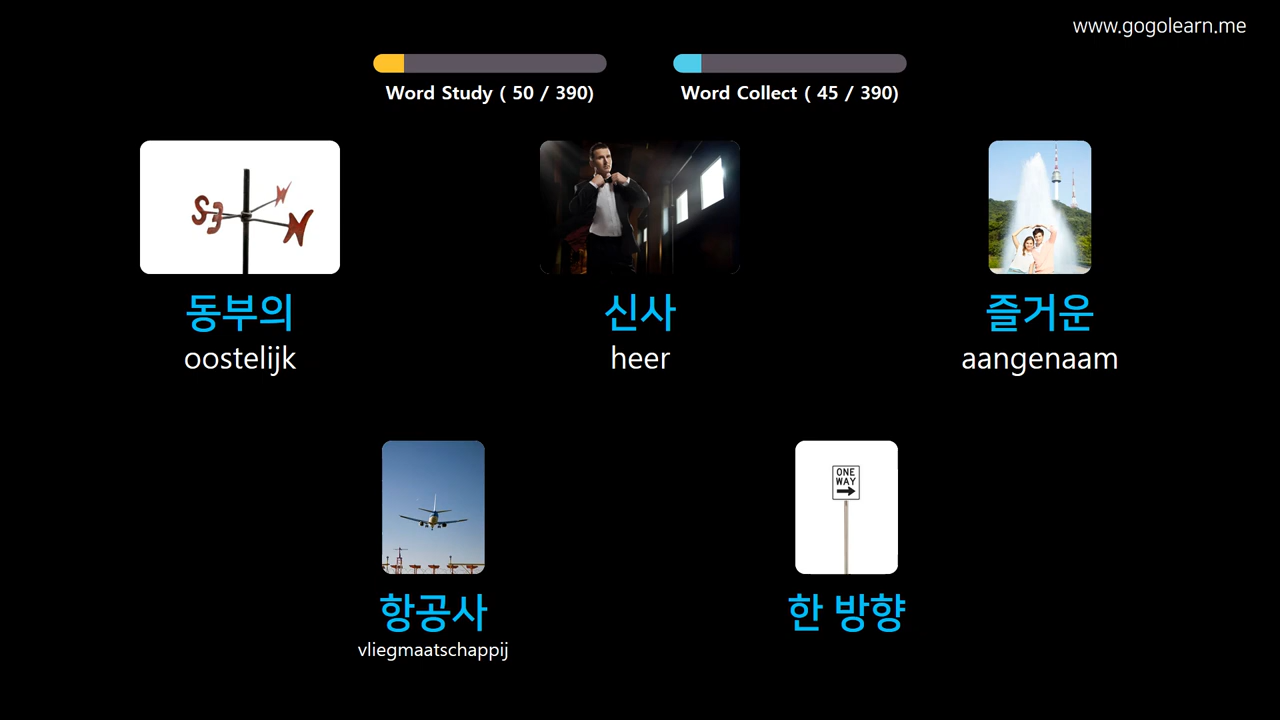 www.gogolearn.me
Word Study ( 50 / 390)
Word Collect ( 45 / 390)
S
E
W
N
동부의
oostelijk
신사
heer
즐거운
aangenaam
ONE
WAY
항공사
vliegmaatschappij
한 방향